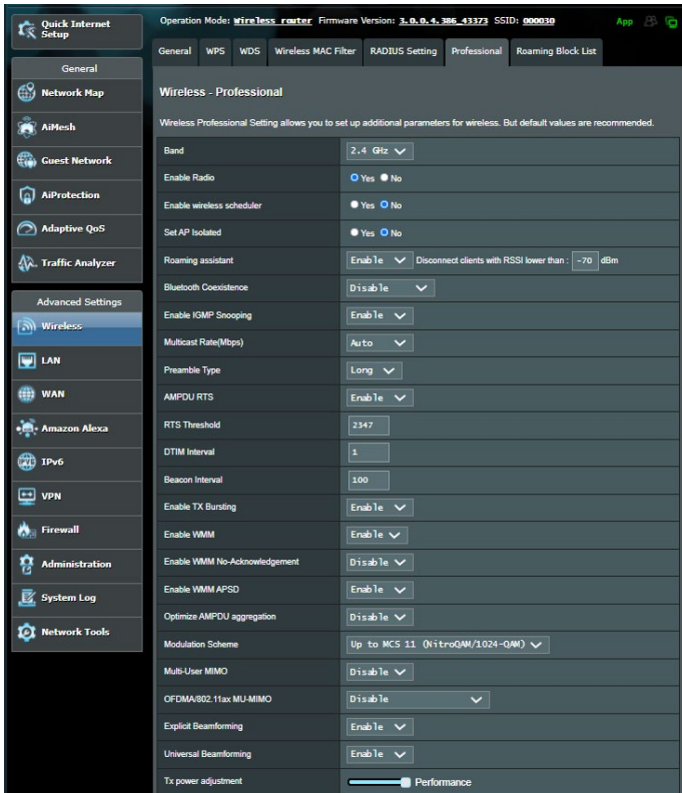 Quick Internet
Setup
Operation Mode: Wireless router Firmware Version: 3.0.0.4.386_43373 SSID: 000030 App
General WPS WDS Wireless MAC Filter RADIUS Setting Professional Roaming Block List
General
Network Map
AiMesh
Guest Network
AiProtection
Adaptive QoS
Traffic Analyzer
Advanced Settings
Wireless
LAN
WAN
Amazon Alexa
IPv6
VPN
Firewall
Administration
System Log
Network Tools
Wireless - Professional
Wireless Professional Setting allows you to set up additional parameters for wireless. But default values are recommended.
Band 2.4 GHz
Enable Radio Yes No
Enable wireless scheduler Yes No
Set AP Isolated Yes No
Roaming assistant Enable Disconnect clients with RSSI lower than : -70 dBm
Bluetooth Coexistence Disable
Enable IGMP Snooping Enable
Multicast Rate(Mbps) Auto
Preamble Type Long
AMPDU RTS Enable
RTS Threshold 2347
DTIM Interval 1
Beacon Interval 100
Enable TX Bursting Enable
Enable WMM Enable
Enable WMM No-Acknowledgement Disable
Enable WMM APSD Enable
Optimize AMPDU aggregation Disable
Modulation Scheme Up to MCS 11 (NitroQAM/1024-QAM)
Multi-User MIMO Disable
OFDMA/802.11ax MU-MIMO Disable
Explicit Beamforming Enable
Universal Beamforming Enable
Tx power adjustment Performance